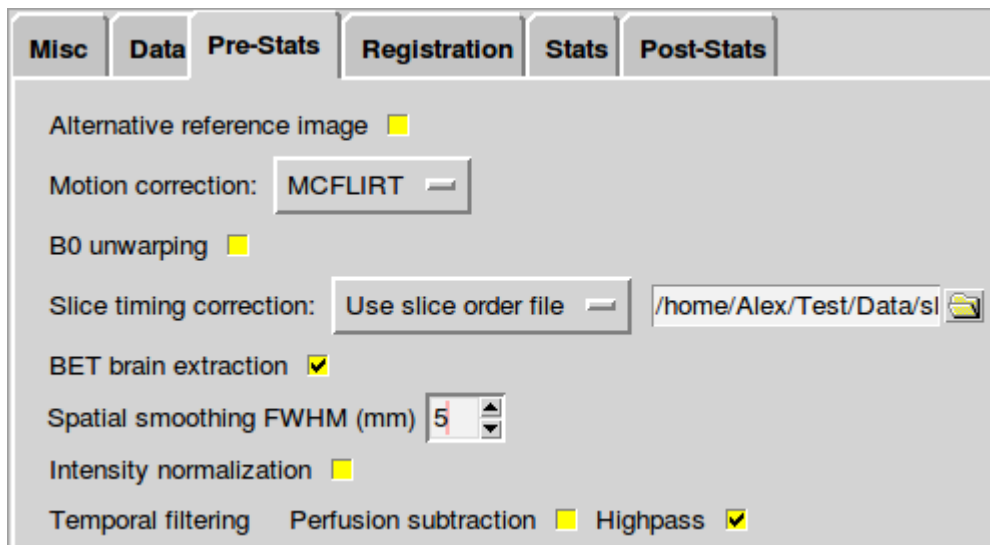 Misc Data Pre-Stats Registration Stats Post-Stats
Alternative reference image
Motion correction: MCFLIRT
B0 unwarping
Slice timing correction: Use slice order file /home/Alex/Test/Data/sl
BET brain extraction
Spatial smoothing FWHM (mm) 5
Intensity normalization
Temporal filtering Perfusion subtraction Highpass